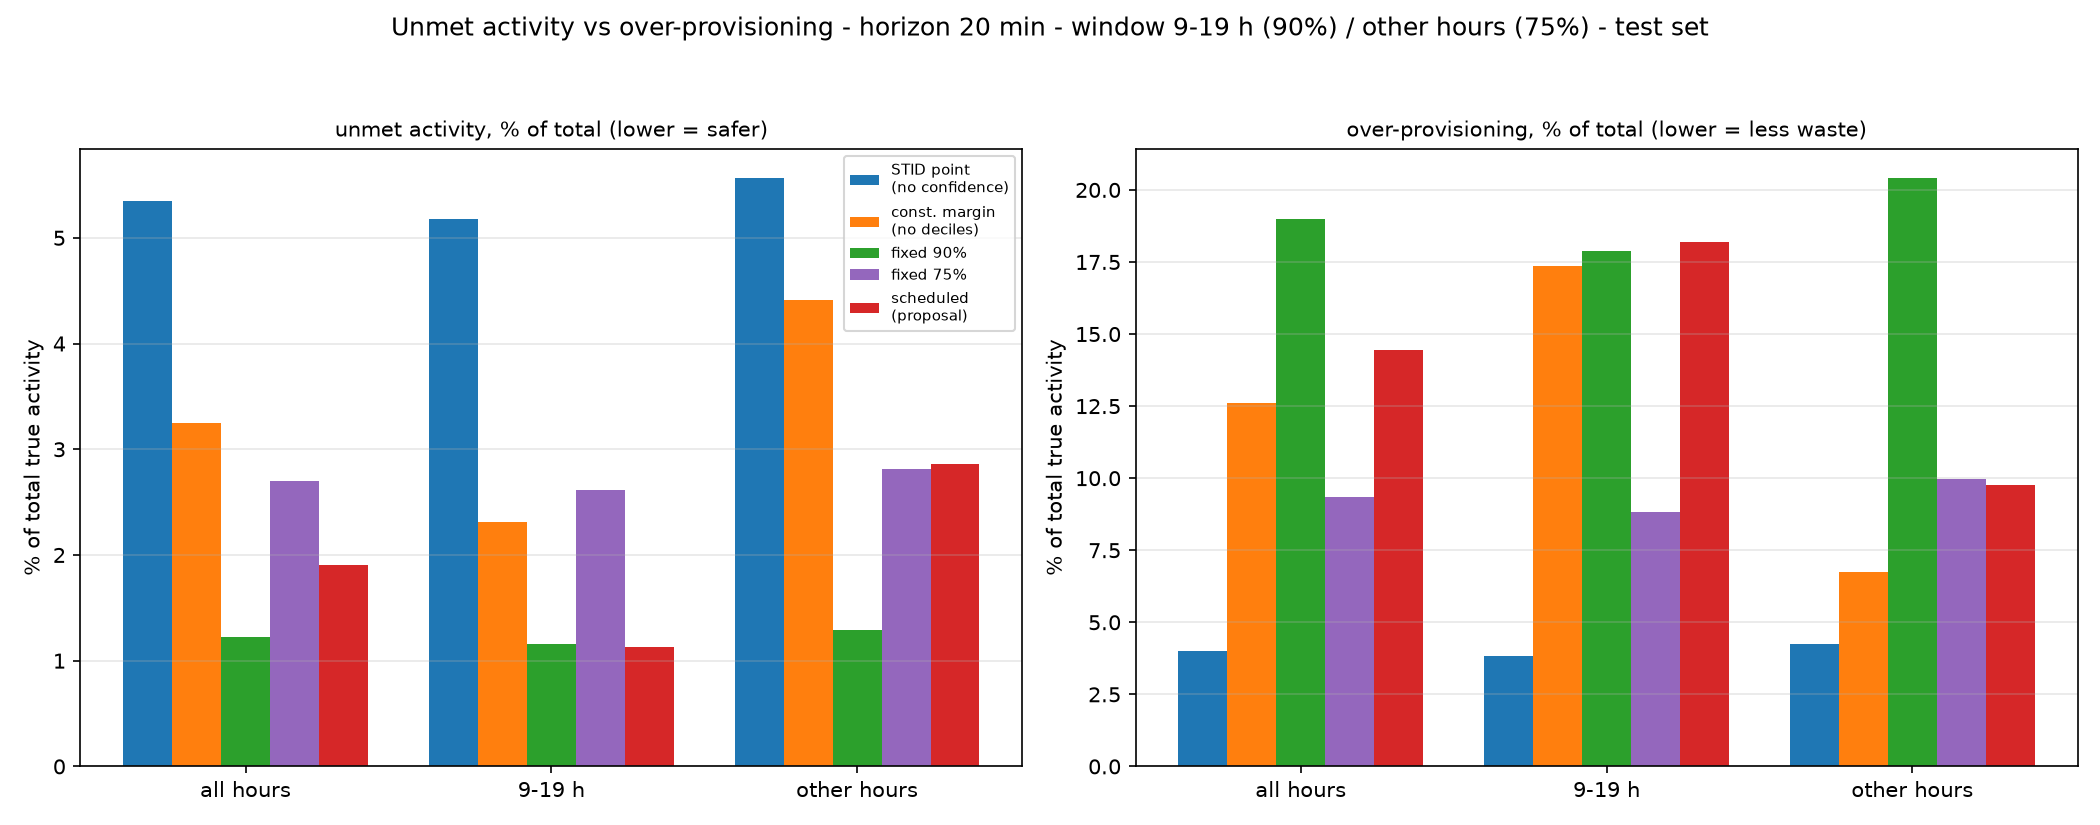 Unmet activity vs over-provisioning - horizon 20 min - window 9-19 h (90%) / other hours (75%) - test set
unmet activity, % of total (lower = safer)
% of total true activity
5
4
3
2
1
0
all hours
9-19 h
other hours
STID point
(no confidence)
const. margin
(no deciles)
fixed 90%
fixed 75%
scheduled
(proposal)
over-provisioning, % of total (lower = less waste)
% of total true activity
20.0
17.5
15.0
12.5
10.0
7.5
5.0
2.5
0.0
all hours
9-19 h
other hours